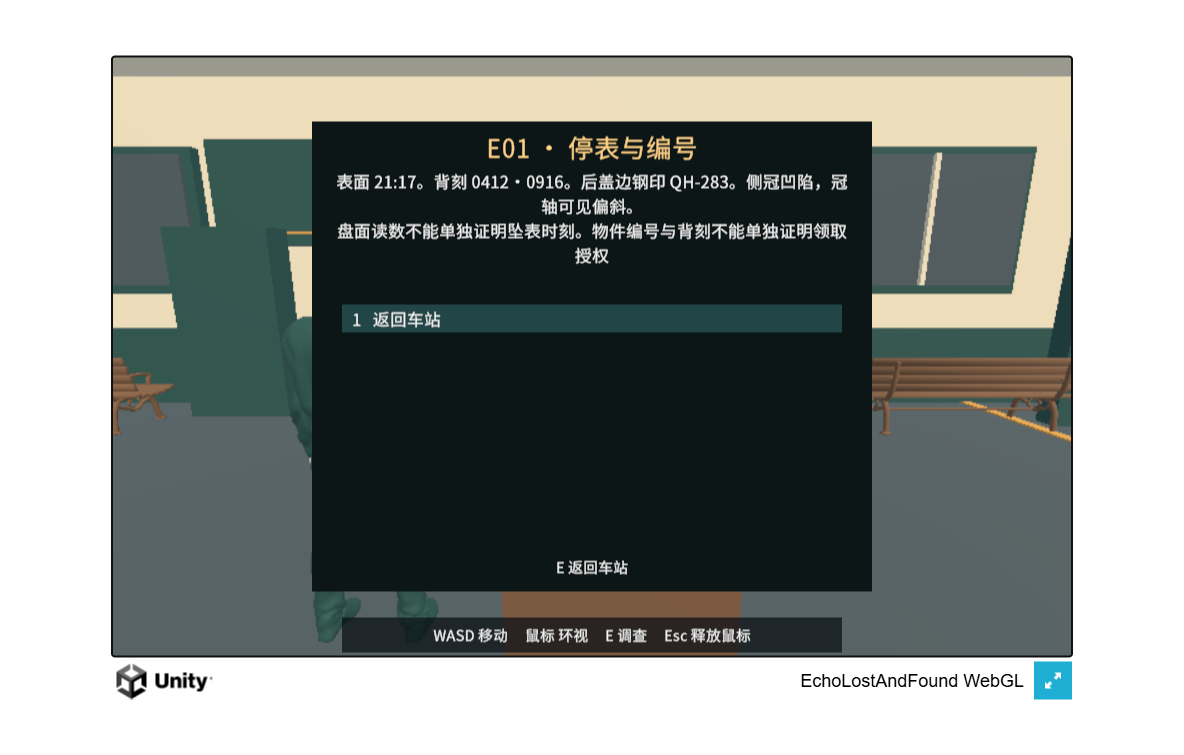 E01 · 停表与编号
表面 21:17。背刻 0412·0916。后盖边钢印 QH-283。侧冠凹陷，冠
轴可见偏斜。
盘面读数不能单独证明坠表时刻。物件编号与背刻不能单独证明领取
授权
1 返回车站
E 返回车站
WASD 移动 鼠标 环视 E 调查 Esc 释放鼠标
Unity
EchoLostAndFound WebGL